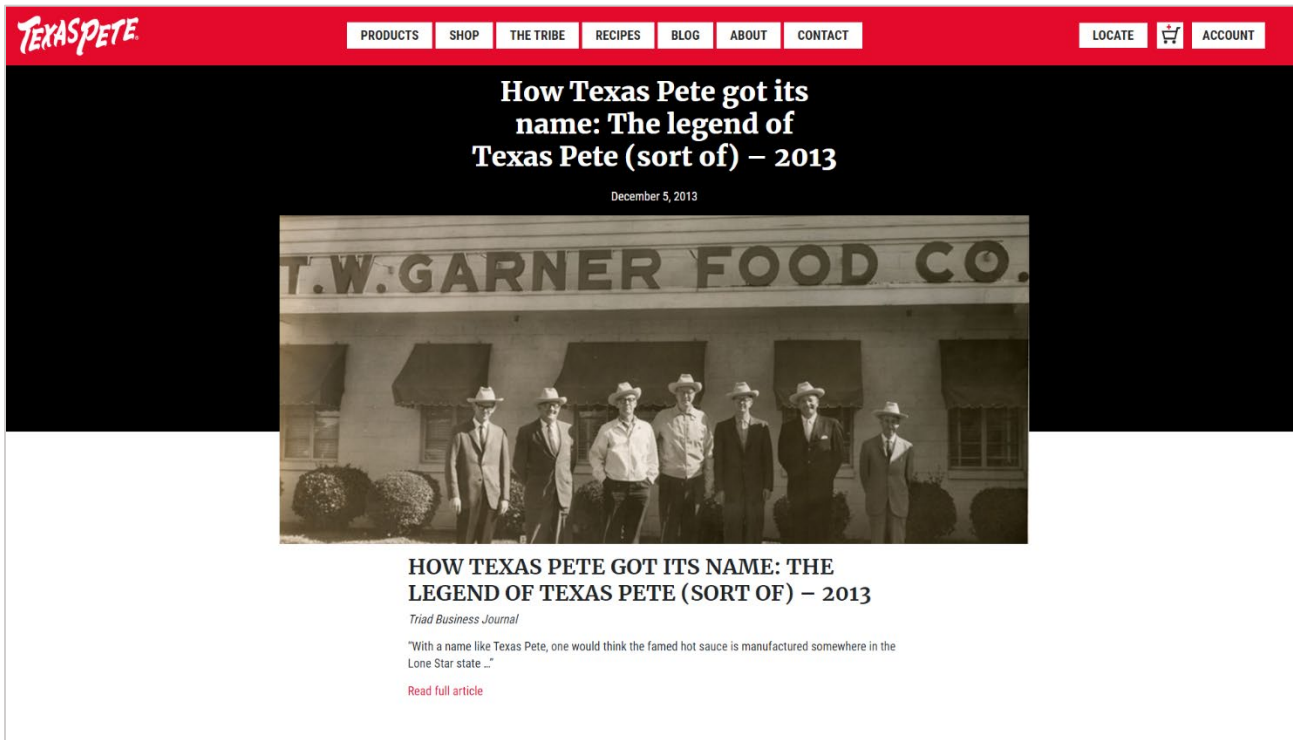 TEXAS PETE
PRODUCTS
SHOP
THE TRIBE
RECIPES
BLOG
ABOUT
CONTACT
LOCATE
ACCOUNT
How Texas Pete got its
name: The legend of
Texas Pete (sort of) – 2013
December 5, 2013
T.W. GARNER FOOD CO.
HOW TEXAS PETE GOT ITS NAME: THE
LEGEND OF TEXAS PETE (SORT OF) – 2013
Triad Business Journal
"With a name like Texas Pete, one would think the famed hot sauce is manufactured somewhere in the
Lone Star state …"
Read full article